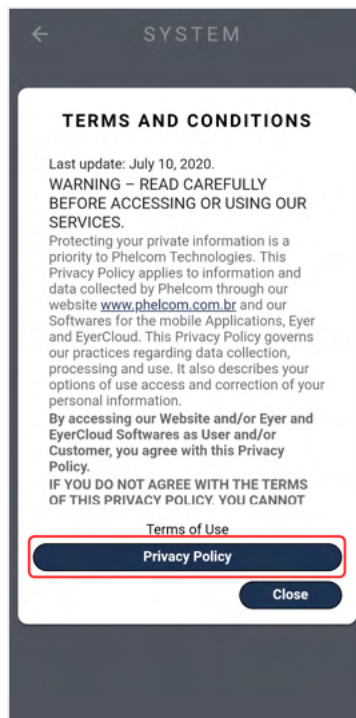 SYSTEM
TERMS AND CONDITIONS
Last update: July 10, 2020.
WARNING – READ CAREFULLY
BEFORE ACCESSING OR USING OUR
SERVICES.
Protecting your private information is a
priority to Phelcom Technologies. This
Privacy Policy applies to information and
data collected by Phelcom through our
website www.phelcom.com.br and our
Softwares for the mobile Applications, Eyer
and EyerCloud. This Privacy Policy governs
our practices regarding data collection,
processing and use. It also describes your
options of use access and correction of your
personal information.
By accessing our Website and/or Eyer and
EyerCloud Softwares as User and/or
Customer, you agree with this Privacy
Policy.
IF YOU DO NOT AGREE WITH THE TERMS
OF THIS PRIVACY POLICY, YOU CANNOT
Terms of Use
Privacy Policy
Close